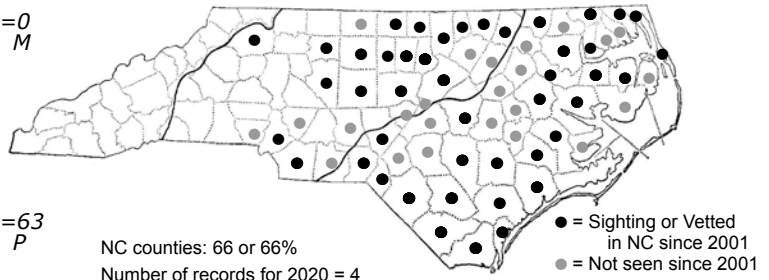 =0
M
=63
P
NC counties: 66 or 66%
Number of records for 2020 = 4
● = Sighting or Vetted
in NC since 2001
● = Not seen since 2001